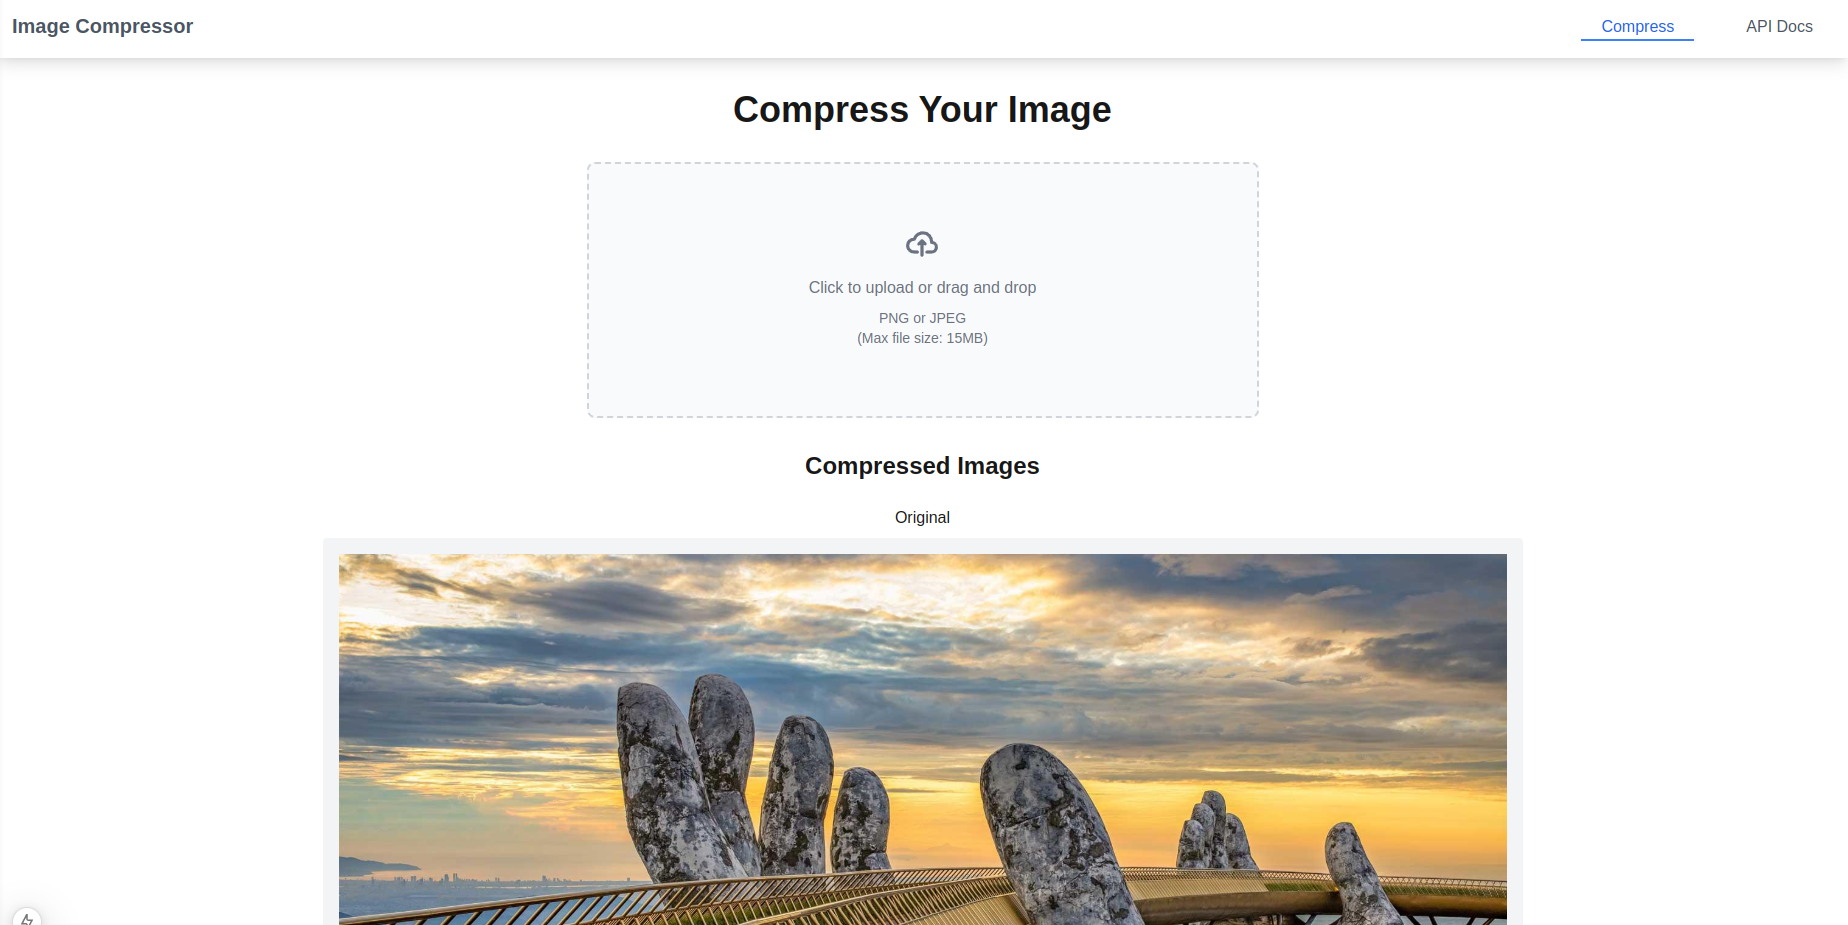 Image Compressor
Compress
API Docs
Compress Your Image
Click to upload or drag and drop
PNG or JPEG
(Max file size: 15MB)
Compressed Images
Original